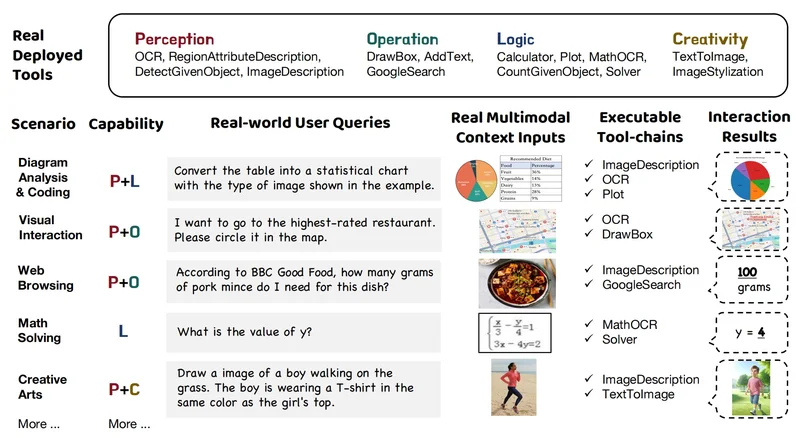 Real
Deployed
Tools
Perception
OCR, RegionAttributeDescription,
DetectGivenObject, ImageDescription
Operation
DrawBox, AddText,
GoogleSearch
Logic
Calculator, Plot, MathOCR,
CountGivenObject, Solver
Creativity
TextToImage,
ImageStylization
Scenario
Capability
Real-world User Queries
Real Multimodal
Context Inputs
Executable
Tool-chains
Interaction
Results
Diagram
Analysis
& Coding
P+L
Convert the table into a statistical chart
with the type of image shown in the example.
Recommended Diet
Food Percentage
Fruit 36%
Vegetables 14%
Dairy 13%
Protein 28%
Grains 9%
✓ ImageDescription
✓ OCR
✓ Plot
Visual
Interaction
P+O
I want to go to the highest-rated restaurant.
Please circle it in the map.
✓ OCR
✓ DrawBox
Web
Browsing
P+O
According to BBC Good Food, how many grams
of pork mince do I need for this dish?
✓ ImageDescription
✓ GoogleSearch
100
grams
Math
Solving
L
What is the value of y?
x/3 - y/4 =1
3x - 4y=2
✓ MathOCR
✓ Solver
y = 4
Creative
Arts
P+C
Draw a image of a boy walking on the
grass. The boy is wearing a T-shirt in the
same color as the girl's top.
✓ ImageDescription
✓ TextToImage
More ...
More ...